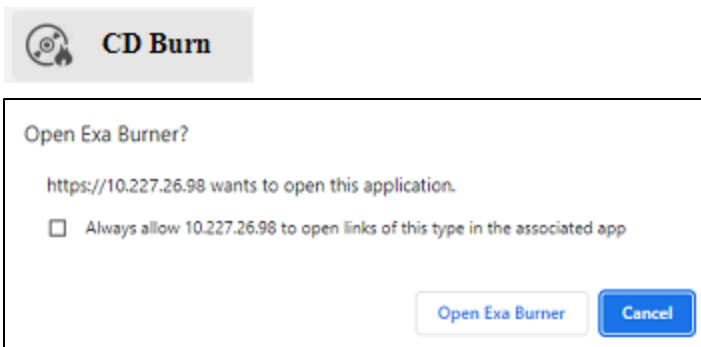 CD Burn
Open Exa Burner?
https://10.227.26.98 wants to open this application.
Always allow 10.227.26.98 to open links of this type in the associated app
Open Exa Burner
Cancel